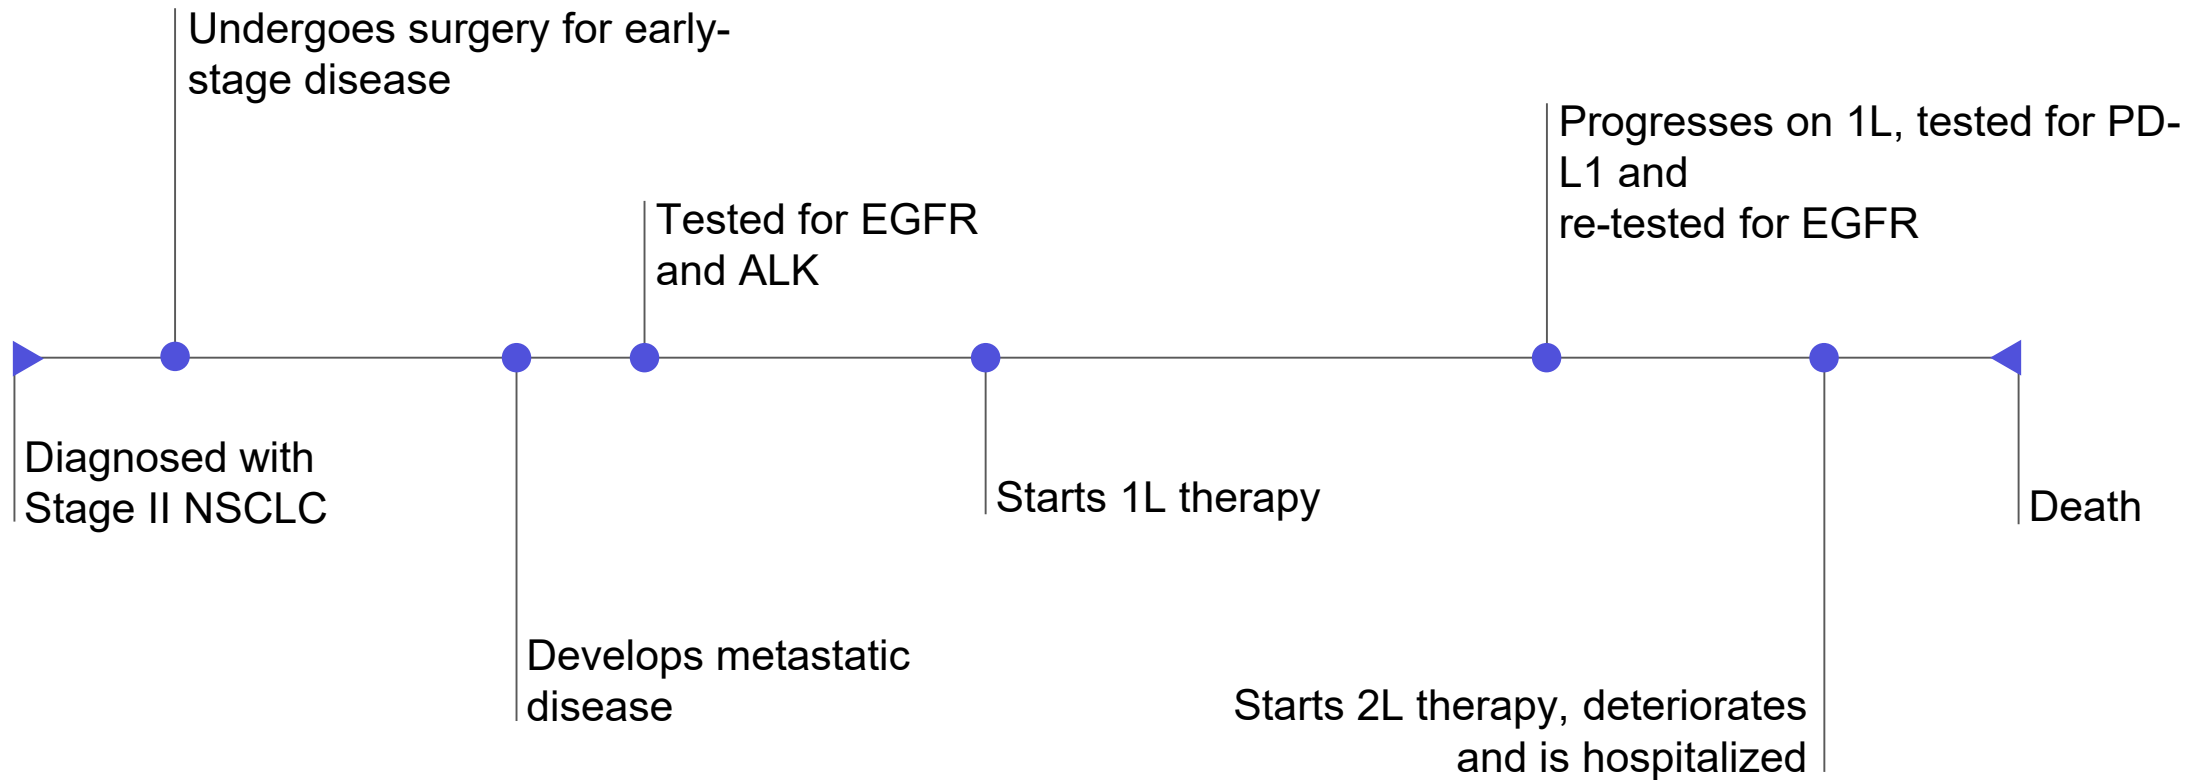 Undergoes surgery for early-
stage disease
Progresses on 1L, tested for PD-
L1 and
re-tested for EGFR
Tested for EGFR
and ALK
Diagnosed with
Stage II NSCLC
Starts 1L therapy
Death
Develops metastatic
disease
Starts 2L therapy, deteriorates
and is hospitalized